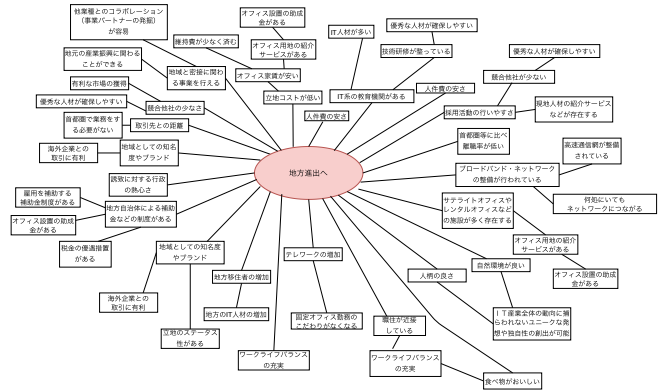 他業種とのコラボレーション
（事業パートナーの発掘）
が容易
維持費が少なく済む
オフィス設置の助成
金がある
オフィス用地の紹介
サービスがある
オフィス家賃が安い
立地コストが低い
地元の産業振興に関わる
ことができる
地域と密接に関わ
る事業を行える
有利な市場の獲得
優秀な人材が確保しやすい
競合他社の少なさ
首都圏で業務をす
る必要がない
取引先との距離
海外企業との
取引に有利
地域としての知名
度やブランド
誘致に対する行政
の熱心さ
雇用を補助する
補助金制度がある
オフィス設置の助成
金がある
地方自治体による補助
金などの制度がある
税金の優遇措置
がある
地域としての知名度
やブランド
海外企業との
取引に有利
立地のステータス
性がある
地方移住者の増加
地方のIT人材の増加
ワークライフバランス
の充実
テレワークの増加
固定オフィス勤務の
こだわりがなくなる
職住が近接
している
ワークライフバランス
の充実
食べ物がおいしい
人柄の良さ
自然環境が良い
ＩＴ産業全体の動向に捕
らわれないユニークな発
想や独自性の創出が可能
サテライトオフィスや
レンタルオフィスなど
の施設が多く存在する
オフィス用地の紹介
サービスがある
オフィス設置の助成
金がある
ブロードバンド・ネットワーク
の整備が行われている
高速通信網が整備
されている
何処にいても
ネットワークにつながる
首都圏等に比べ
離職率が低い
採用活動の行いやすさ
現地人材の紹介サービス
などが存在する
競合他社が少ない
優秀な人材が確保しやすい
人件費の安さ
IT系の教育機関がある
IT人材が多い
技術研修が整っている
優秀な人材が確保しやすい
人件費の安さ
地方進出へ